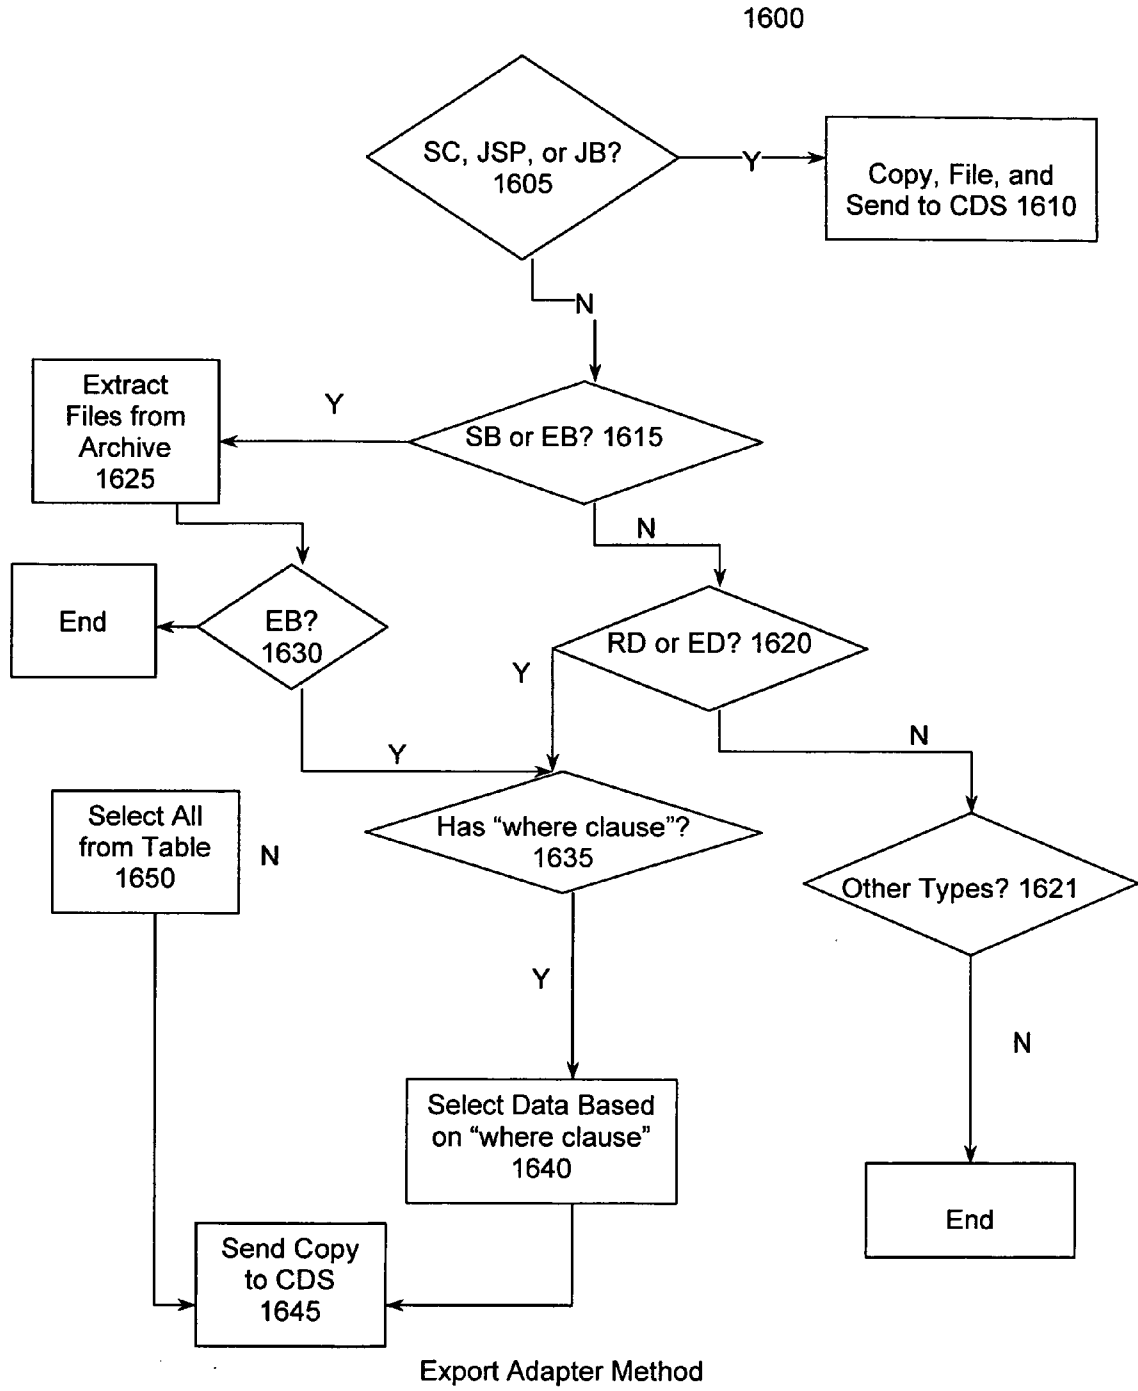 1600
SC, JSP, or JB?
1605
Y
Copy, File, and
Send to CDS 1610
N
Extract
Files from
Archive
1625
Y
SB or EB? 1615
N
End
EB?
1630
RD or ED? 1620
Y
N
Y
Select All
from Table
1650
N
Has “where clause”?
1635
Other Types? 1621
Y
N
Select Data Based
on “where clause”
1640
End
Send Copy
to CDS
1645
Export Adapter Method